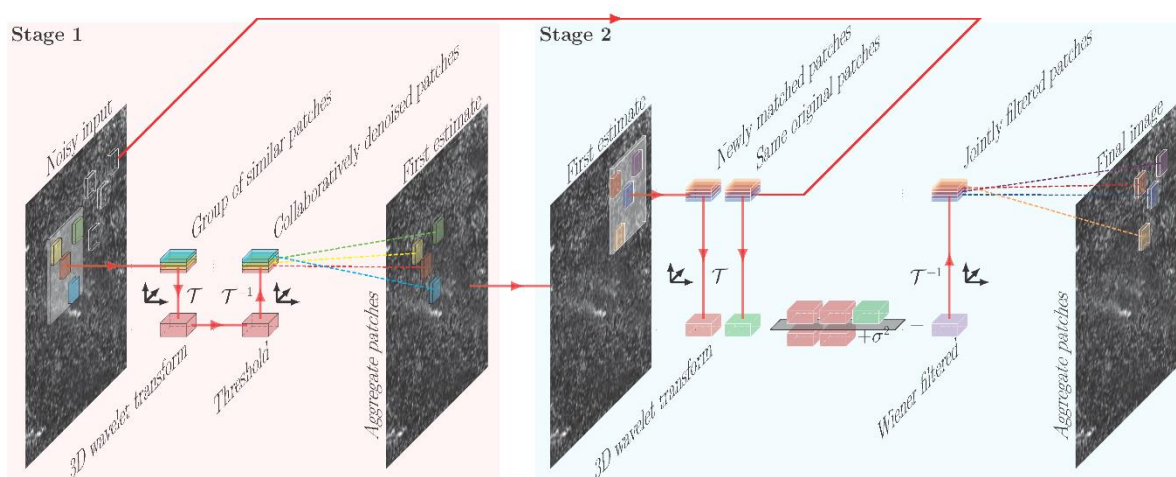 Stage 1
Noisy input
Group of similar patches
Collaboratively denoised patches
First estimate
𝒯
𝒯⁻¹
3D wavelet transform
Threshold
Aggregate patches
Stage 2
First estimate
Newly matched patches
Same original patches
Jointly filtered patches
Final image
𝒯
𝒯⁻¹
+σ²
3D wavelet transform
Wiener filtered
Aggregate patches